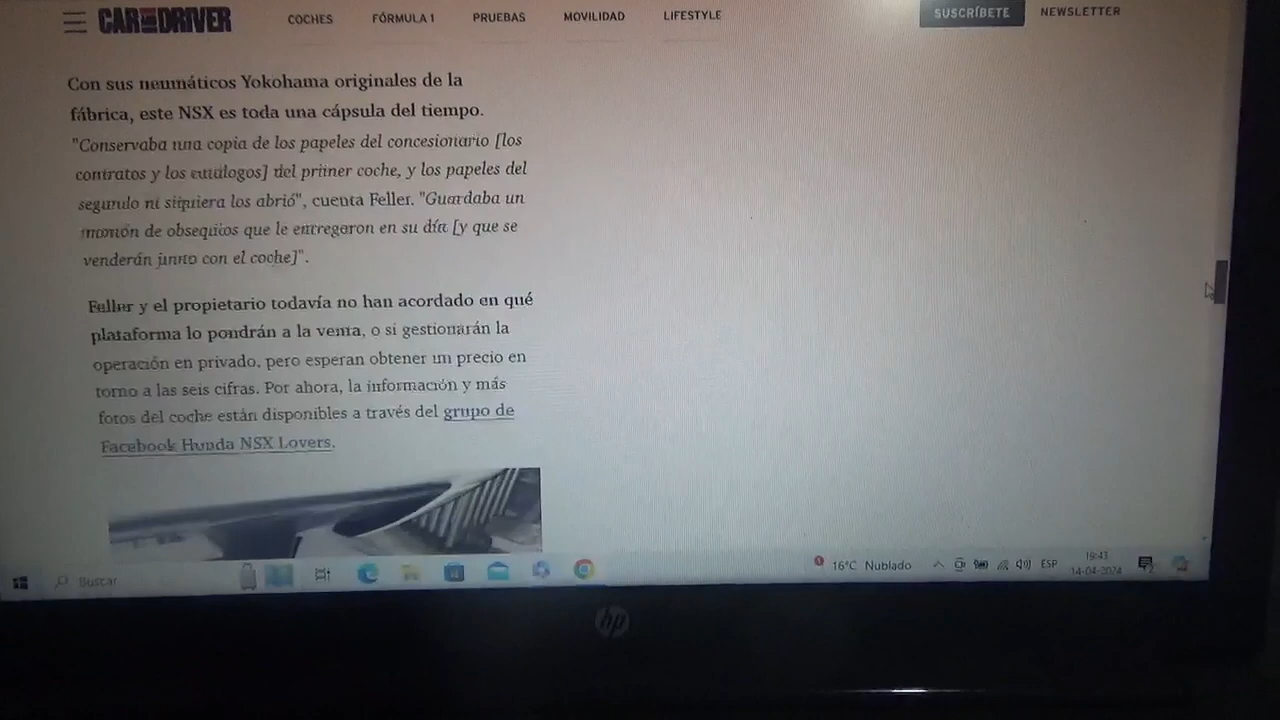 CAR AND DRIVER
COCHES FÓRMULA 1 PRUEBAS MOVILIDAD LIFESTYLE SUSCRÍBETE NEWSLETTER
Con sus neumáticos Yokohama originales de la
fábrica, este NSX es toda una cápsula del tiempo.
"Conservaba una copia de los papeles del concesionario [los
contratos y los catálogos] del primer coche, y los papeles del
segundo ni siquiera los abrió", cuenta Feller. "Guardaba un
montón de obsequios que le entregaron en su día [y que se
venderán junto con el coche]".
Feller y el propietario todavía no han acordado en qué
plataforma lo pondrán a la venta, o si gestionarán la
operación en privado, pero esperan obtener un precio en
torno a las seis cifras. Por ahora, la información y más
fotos del coche están disponibles a través del grupo de
Facebook Honda NSX Lovers.
Buscar
16°C Nublado ESP 19:43
14-04-2024
hp